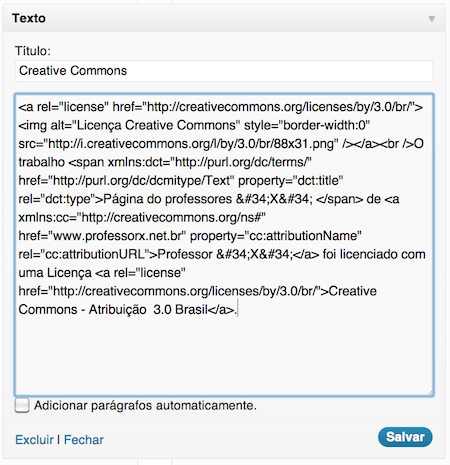 Texto
Título:
Creative Commons
<a rel="license" href="http://creativecommons.org/licenses/by/3.0/br/">
<img alt="Licença Creative Commons" style="border-width:0"
src="http://i.creativecommons.org/l/by/3.0/br/88x31.png" /></a><br />O
trabalho <span xmlns:dct="http://purl.org/dc/terms/"
href="http://purl.org/dc/dcmitype/Text" property="dct:title"
rel="dct:type">Página do professores &#34;X&#34; </span> de <a
xmlns:cc="http://creativecommons.org/ns#"
href="www.professorx.net.br" property="cc:attributionName"
rel="cc:attributionURL">Professor &#34;X&#34;</a> foi licenciado com
uma Licença <a rel="license"
href="http://creativecommons.org/licenses/by/3.0/br/">Creative
Commons - Atribuição  3.0 Brasil</a>.
Adicionar parágrafos automaticamente.
Excluir | Fechar
Salvar